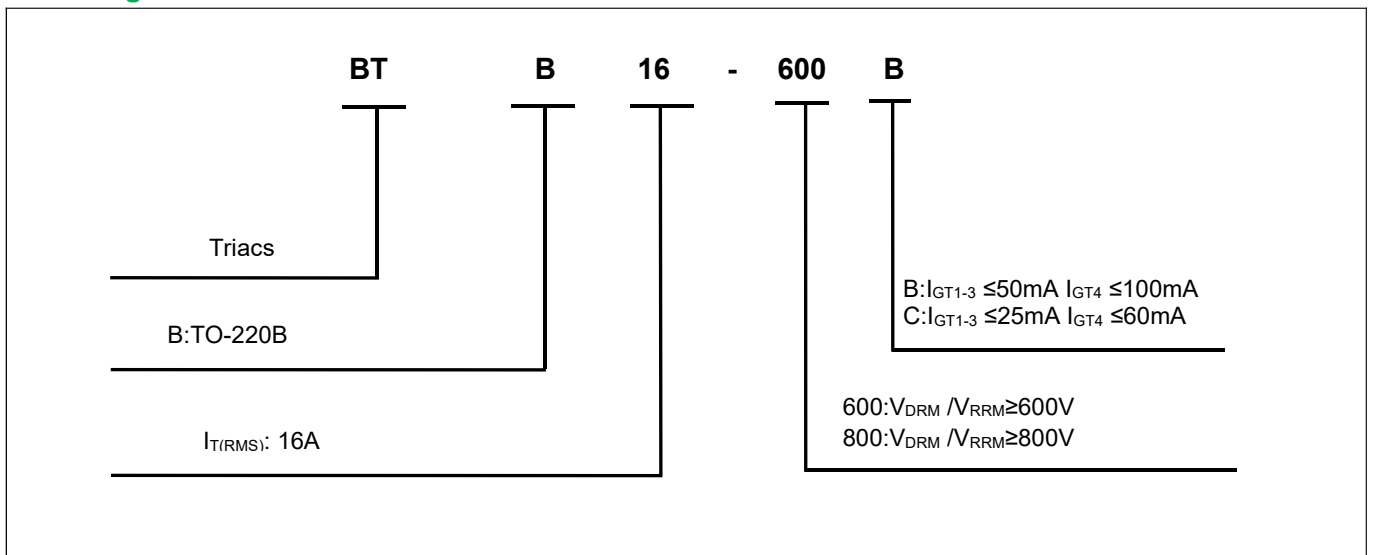 BT B 16 - 600 B
Triacs
B:TO-220B
IT(RMS): 16A
B:IGT1-3 ≤50mA IGT4 ≤100mA
C:IGT1-3 ≤25mA IGT4 ≤60mA
600:VDRM /VRRM≥600V
800:VDRM /VRRM≥800V